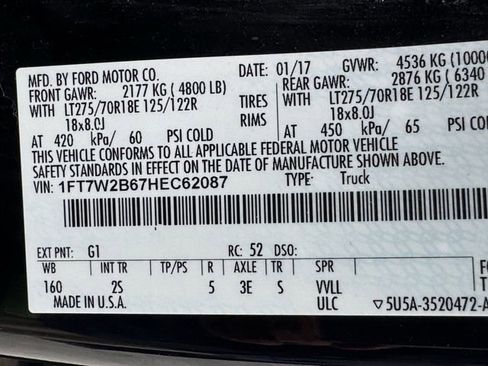 MFD. BY FORD MOTOR CO. DATE: 01/17 GVWR: 4536 KG (10000
FRONT GAWR: 2177 KG ( 4800 LB) REAR GAWR: 2876 KG ( 6340
WITH LT275/70R18E 125/122R TIRES WITH LT275/70R18E 125/122R
18x8.0J RIMS 18x8.0J
AT 420 kPa/ 60 PSI COLD AT 450 kPa/ 65 PSI COLD
THIS VEHICLE CONFORMS TO ALL APPLICABLE FEDERAL MOTOR VEHICLE
SAFETY STANDARDS IN EFFECT ON THE DATE OF MANUFACTURE SHOWN ABOVE.
VIN: 1FT7W2B67HEC62087 TYPE: Truck
EXT PNT: G1 RC: 52 DSO:
WB INT TR TP/PS R AXLE TR SPR
160 2S 5 3E S VVLL
MADE IN U.S.A. ULC ▽5U5A-3520472-A